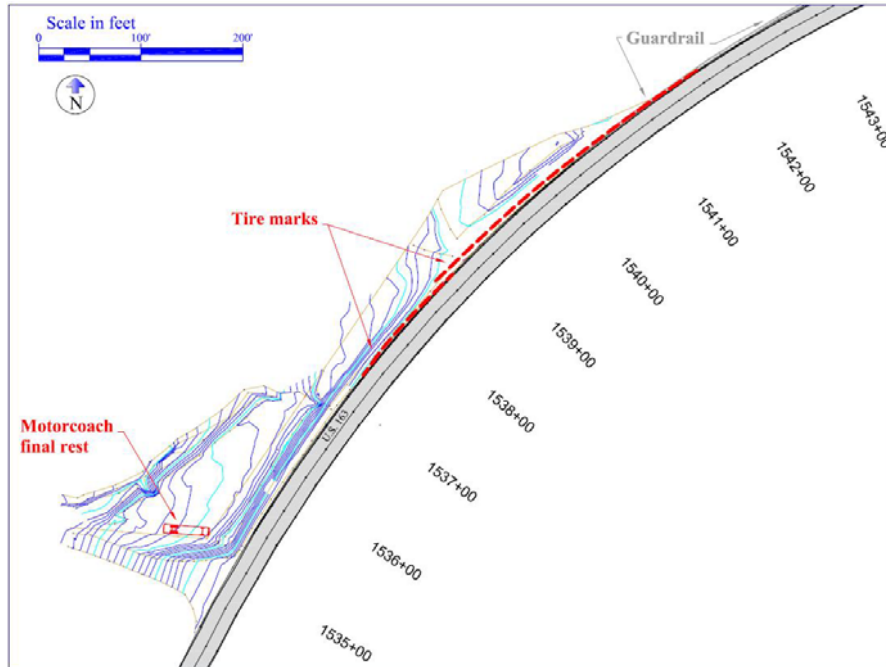 Scale in feet
0 100' 200'
N
Guardrail
1543+00
1542+00
1541+00
Tire marks
1540+00
1539+00
1538+00
U.S. 163
Motorcoach
final rest
1537+00
1536+00
1535+00